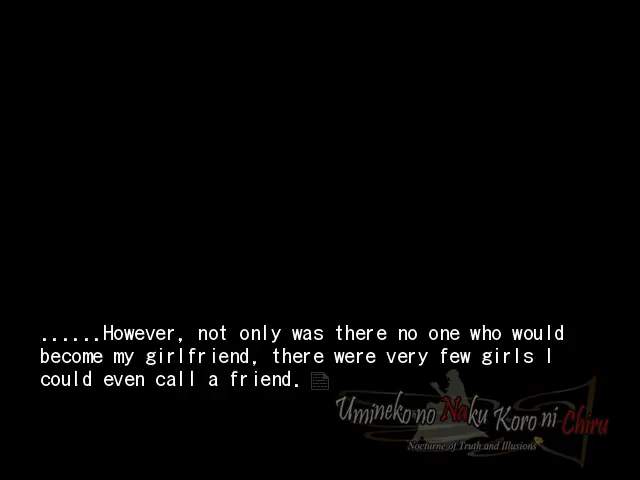 ......However, not only was there no one who would
become my girlfriend, there were very few girls I
could even call a friend.
Umineko no Naku Koro ni Chiru
Nocturne of Truth and Illusions